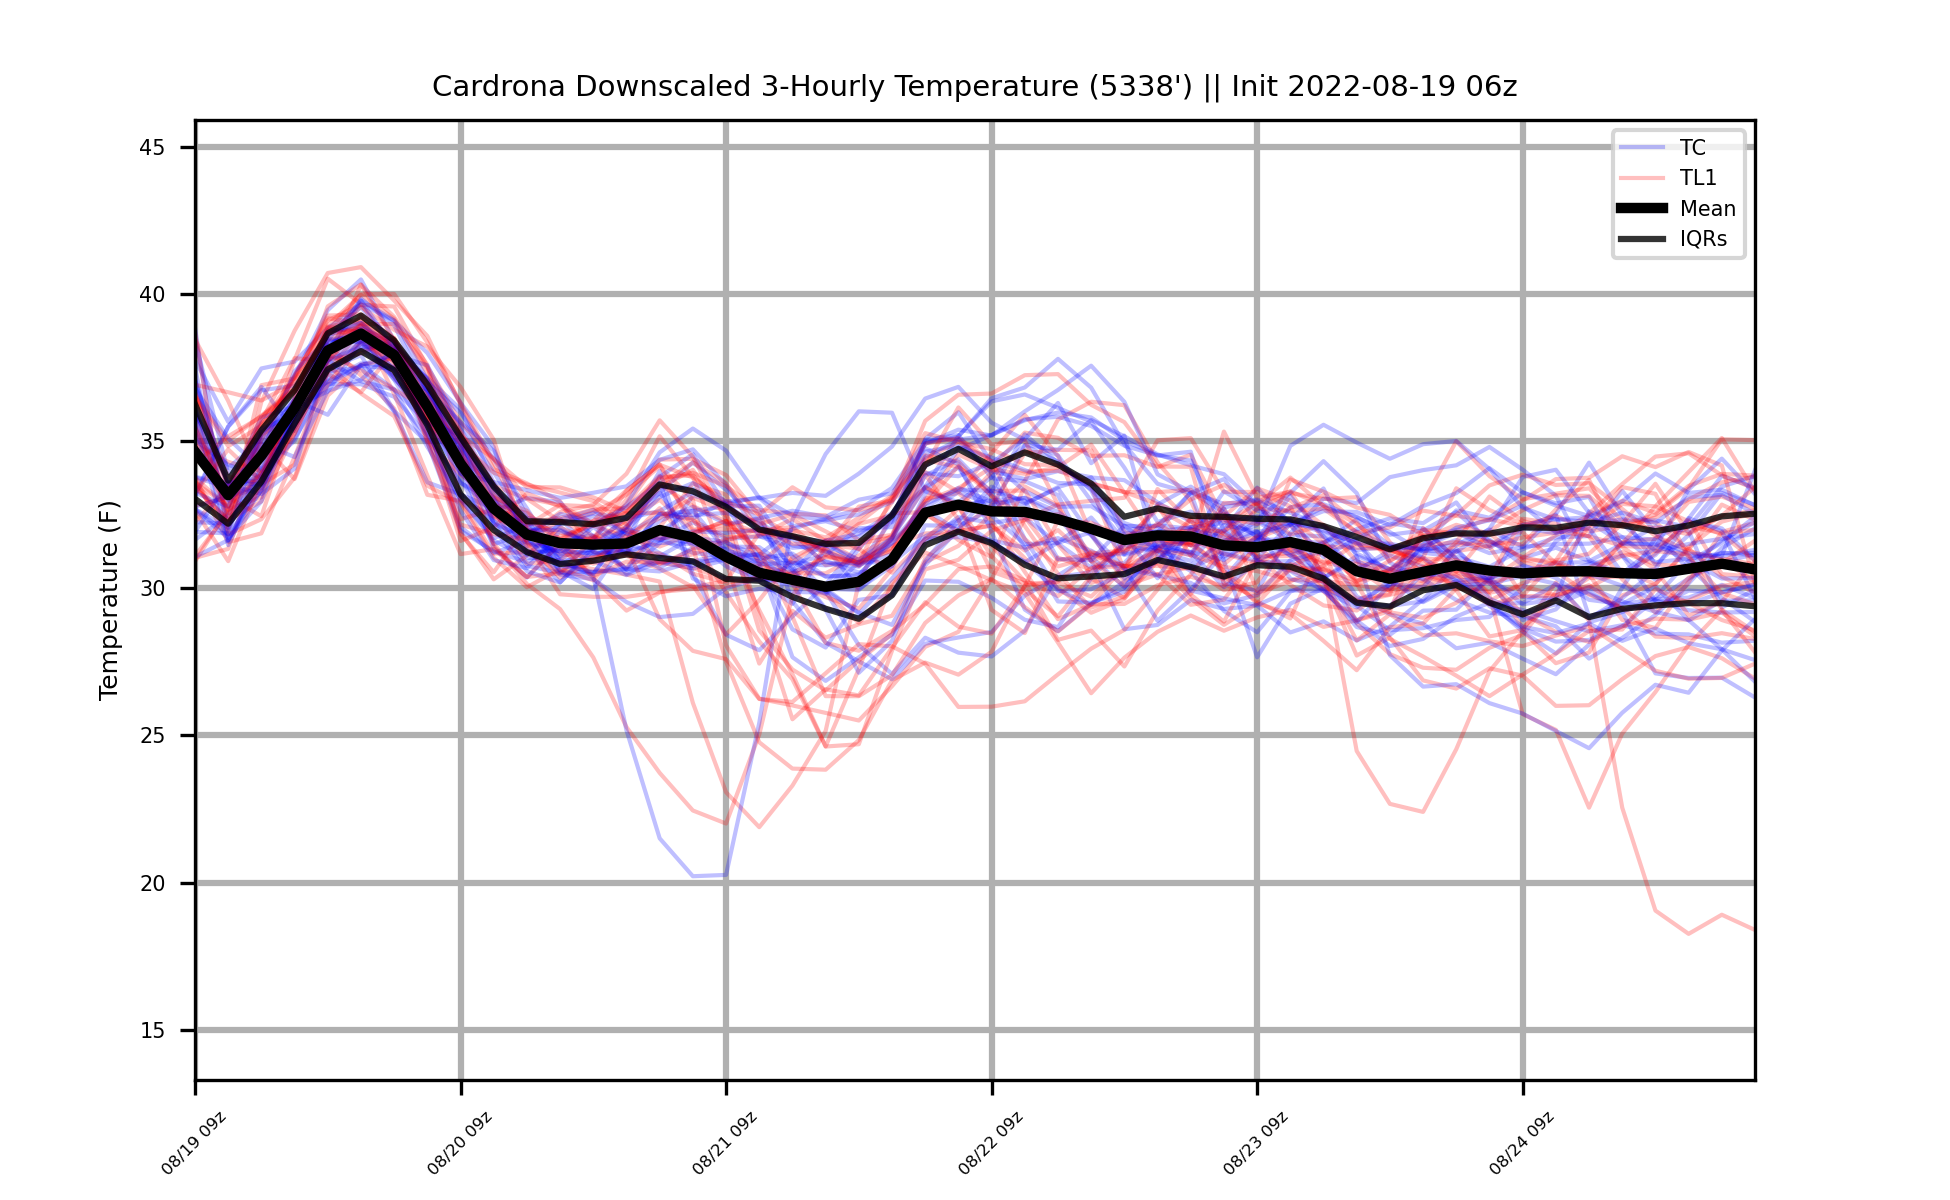 Cardrona Downscaled 3-Hourly Temperature (5338') || Init 2022-08-19 06z
TC
TL1
Mean
IQRs
Temperature (F)
45
40
35
30
25
20
15
08/19 09z
08/20 09z
08/21 09z
08/22 09z
08/23 09z
08/24 09z